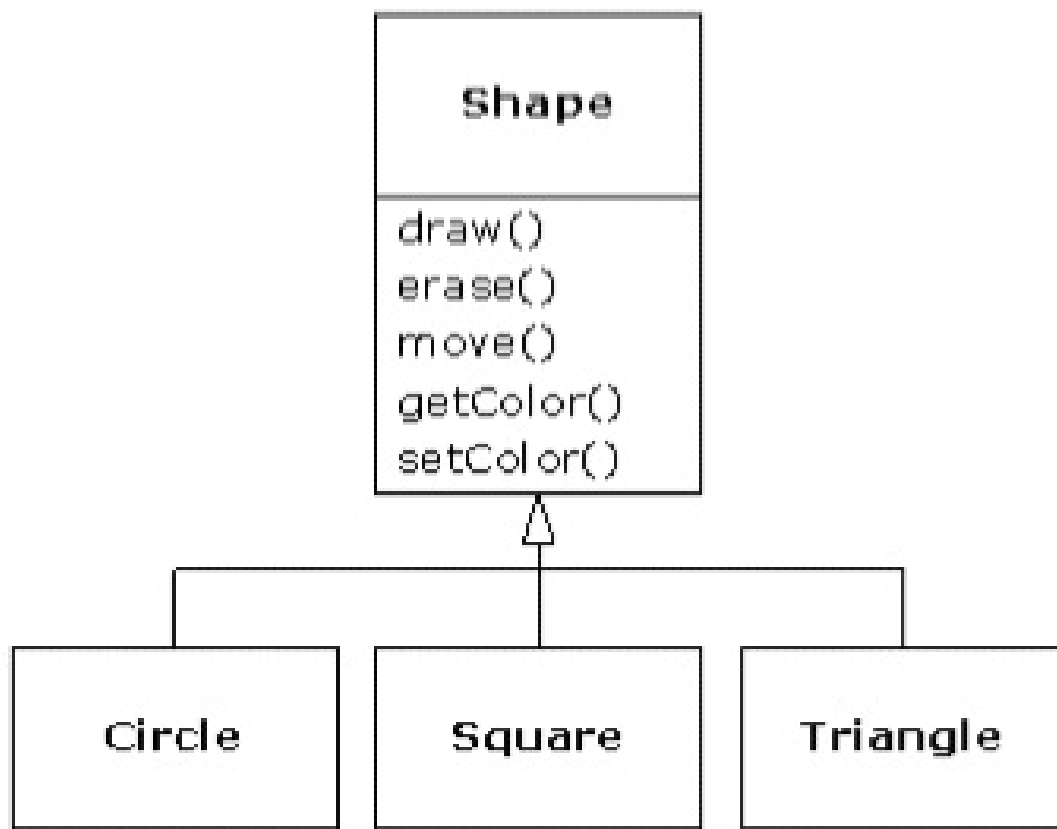 Shape
draw()
erase()
move()
getColor()
setColor()
Circle
Square
Triangle